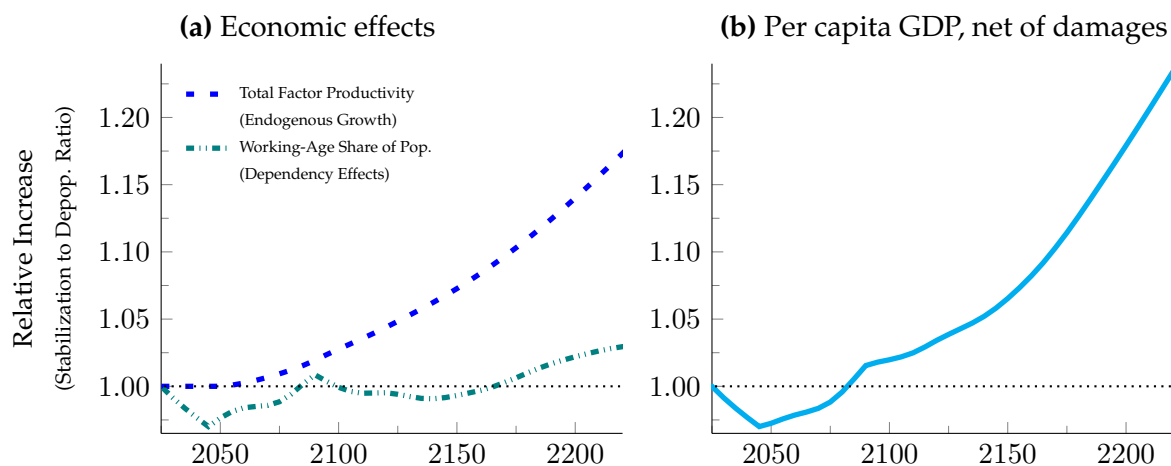 (a) Economic effects
Relative Increase
(Stabilization to Depop. Ratio)
Total Factor Productivity
(Endogenous Growth)
Working-Age Share of Pop.
(Dependency Effects)
1.20
1.15
1.10
1.05
1.00
2050 2100 2150 2200
(b) Per capita GDP, net of damages
1.20
1.15
1.10
1.05
1.00
2050 2100 2150 2200